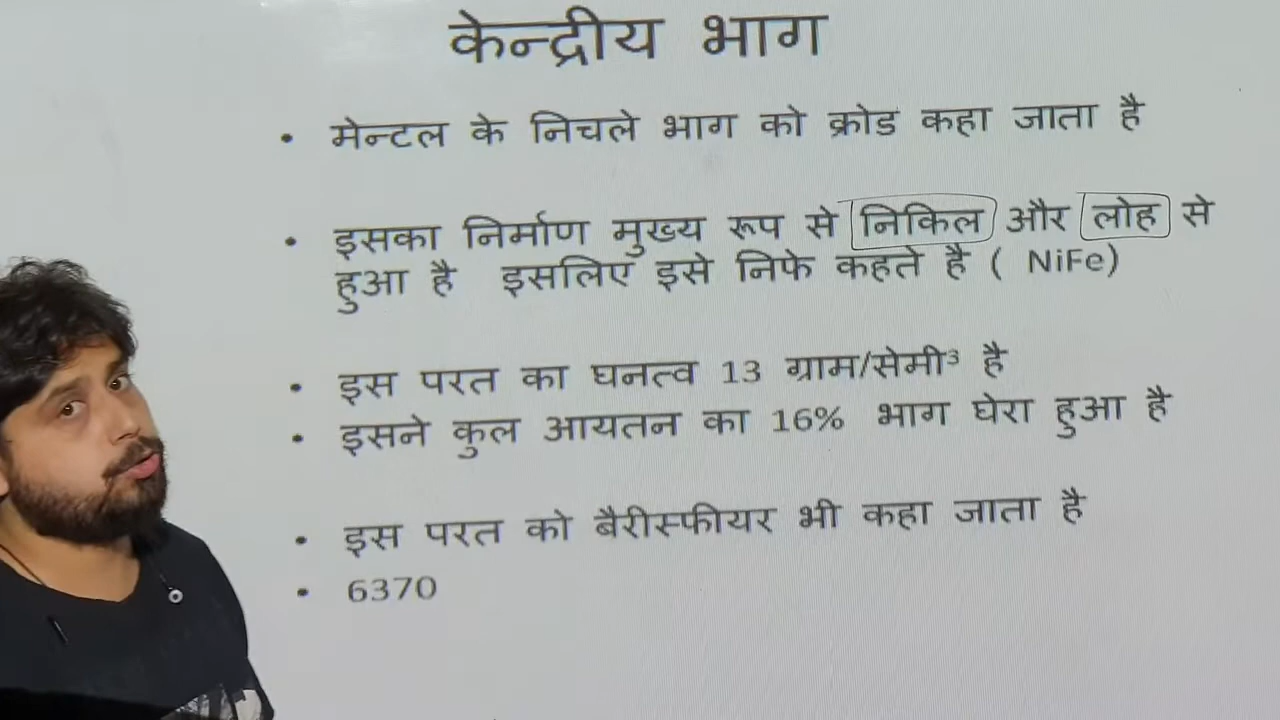 केन्द्रीय भाग
• मेन्टल के निचले भाग को क्रोड कहा जाता है
• इसका निर्माण मुख्य रूप से निकिल और लोह से
हुआ है इसलिए इसे निफे कहते है ( NiFe)
• इस परत का घनत्व 13 ग्राम/सेमी³ है
• इसने कुल आयतन का 16% भाग घेरा हुआ है
• इस परत को बैरीस्फीयर भी कहा जाता है
• 6370